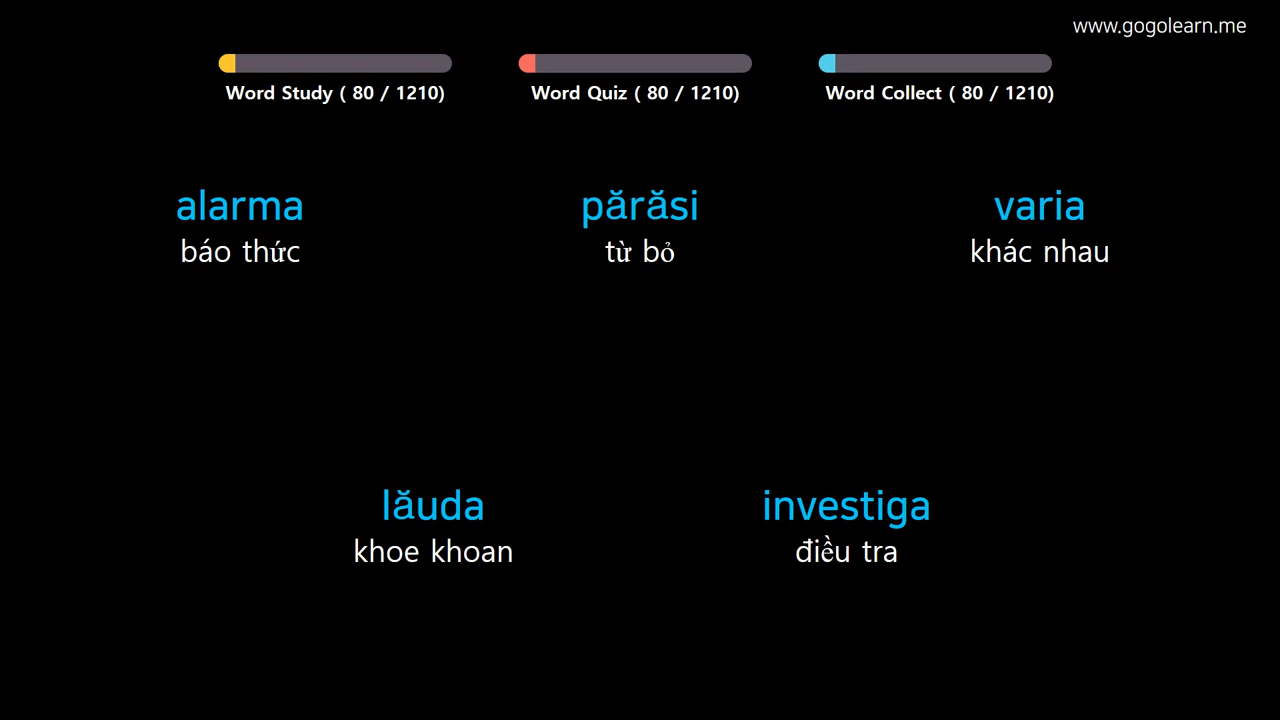 www.gogolearn.me
Word Study ( 80 / 1210)
Word Quiz ( 80 / 1210)
Word Collect ( 80 / 1210)
alarma
báo thức
părăsi
từ bỏ
varia
khác nhau
lăuda
khoe khoan
investiga
điều tra